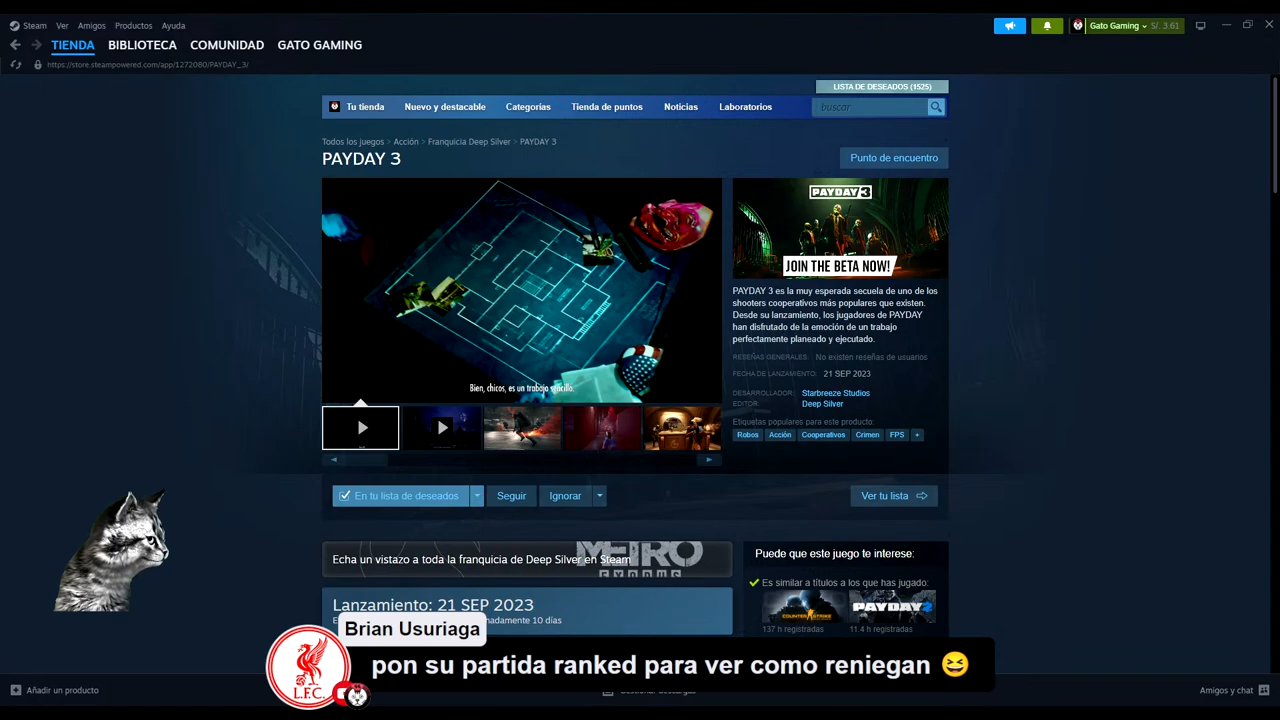 Steam Ver Amigos Productos Ayuda
Gato Gaming S/. 3.61
TIENDA BIBLIOTECA COMUNIDAD GATO GAMING
https://store.steampowered.com/app/1272080/PAYDAY_3/
LISTA DE DESEADOS (1525)
Tu tienda Nuevo y destacable Categorías Tienda de puntos Noticias Laboratorios buscar
Todos los juegos > Acción > Franquicia Deep Silver > PAYDAY 3
PAYDAY 3
Punto de encuentro
PAYDAY 3
JOIN THE BETA NOW!
Bien, chicos, es un trabajo sencillo.
PAYDAY 3 es la muy esperada secuela de uno de los
shooters cooperativos más populares que existen.
Desde su lanzamiento, los jugadores de PAYDAY
han disfrutado de la emoción de un trabajo
perfectamente planeado y ejecutado.
RESEÑAS GENERALES: No existen reseñas de usuarios
FECHA DE LANZAMIENTO: 21 SEP 2023
DESARROLLADOR: Starbreeze Studios
EDITOR: Deep Silver
Etiquetas populares para este producto:
Robos Acción Cooperativos Crimen FPS +
En tu lista de deseados Seguir Ignorar Ver tu lista
Echa un vistazo a toda la franquicia de Deep Silver en Steam
METRO
EXODUS
Puede que este juego te interese:
Es similar a títulos a los que has jugado:
COUNTER STRIKE PAYDAY 2
137 h registradas 11.4 h registradas
Lanzamiento: 21 SEP 2023
madamente 10 días
Brian Usuriaga
pon su partida ranked para ver como reniegan 😆
L.F.C.
Añadir un producto
Amigos y chat